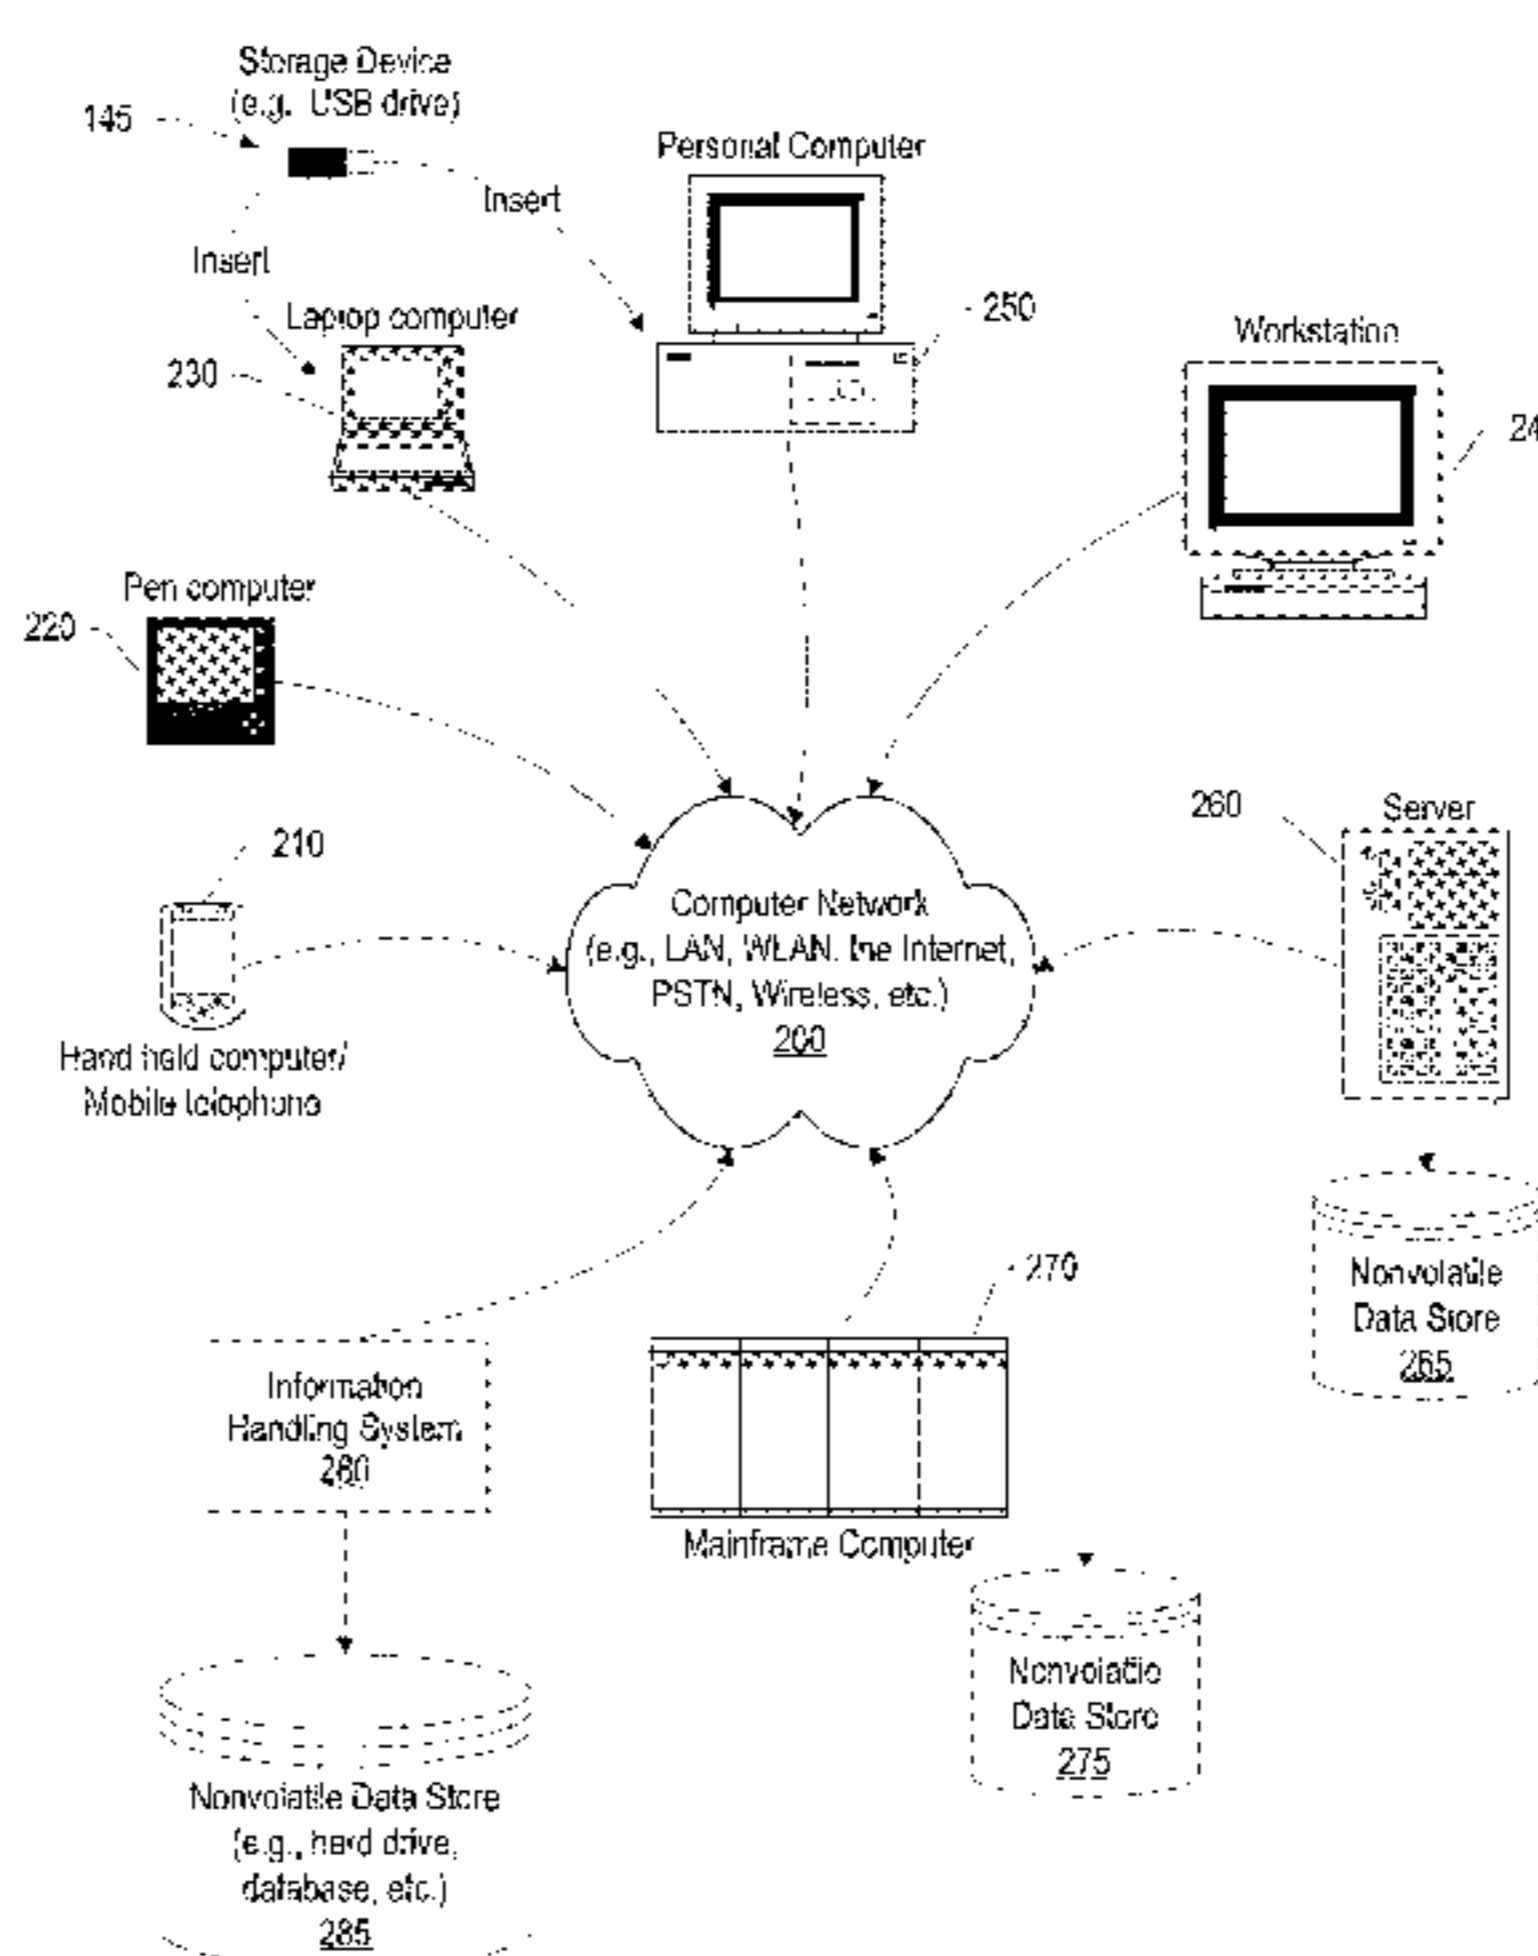 Storage Device
(e.g. USB drive)
145
Personal Computer
Insert
Insert
Laptop computer
250
Workstation
230
24
Pen computer
220
260
Server
210
Computer Network
(e.g., LAN, WLAN, the Internet,
PSTN, Wireless, etc.)
200
Hand held computer/
Mobile telephone
270
Nonvolatile
Data Store
265
Information
Handling System
280
Mainframe Computer
Nonvolatile
Data Store
275
Nonvolatile Data Store
(e.g., hard drive,
database, etc.)
285